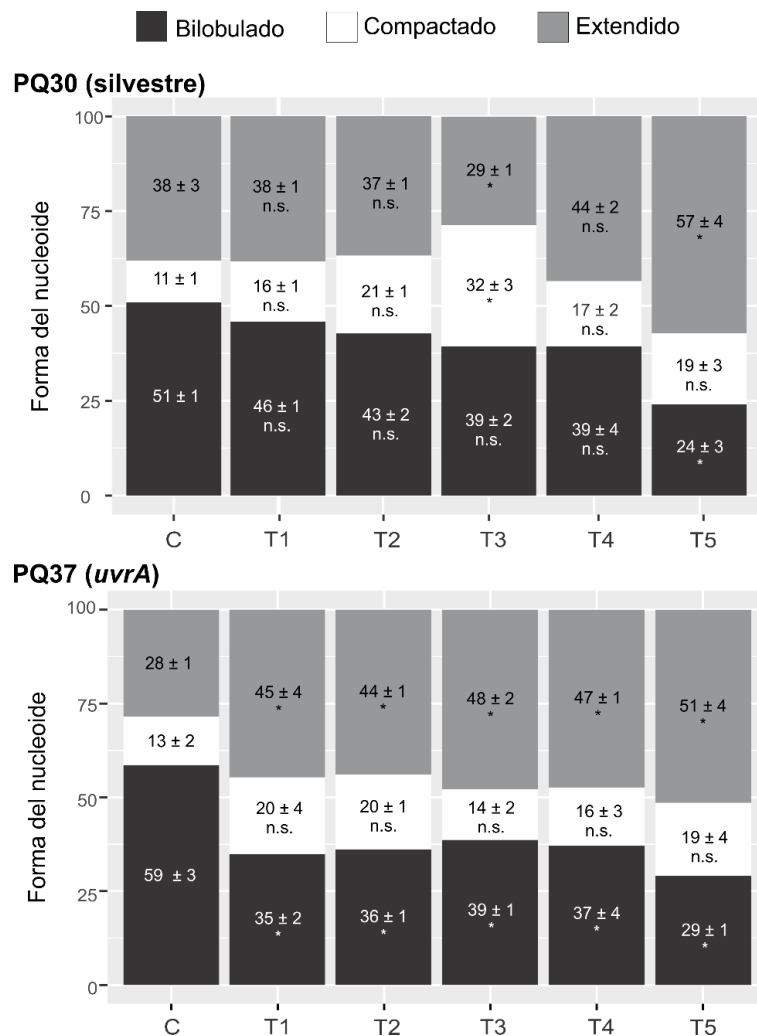 Bilobulado Compactado Extendido
PQ30 (silvestre)
Forma del nucleoide
100
75
50
25
0
38 ± 3
11 ± 1
51 ± 1
38 ± 1
n.s.
16 ± 1
n.s.
46 ± 1
n.s.
37 ± 1
n.s.
21 ± 1
n.s.
43 ± 2
n.s.
29 ± 1
*
32 ± 3
*
39 ± 2
n.s.
44 ± 2
n.s.
17 ± 2
n.s.
39 ± 4
n.s.
57 ± 4
*
19 ± 3
n.s.
24 ± 3
*
C T1 T2 T3 T4 T5
PQ37 (uvrA)
Forma del nucleoide
100
75
50
25
0
28 ± 1
13 ± 2
59 ± 3
45 ± 4
*
20 ± 4
n.s.
35 ± 2
*
44 ± 1
*
20 ± 1
n.s.
36 ± 1
*
48 ± 2
*
14 ± 2
n.s.
39 ± 1
*
47 ± 1
*
16 ± 3
n.s.
37 ± 4
*
51 ± 4
*
19 ± 4
n.s.
29 ± 1
*
C T1 T2 T3 T4 T5